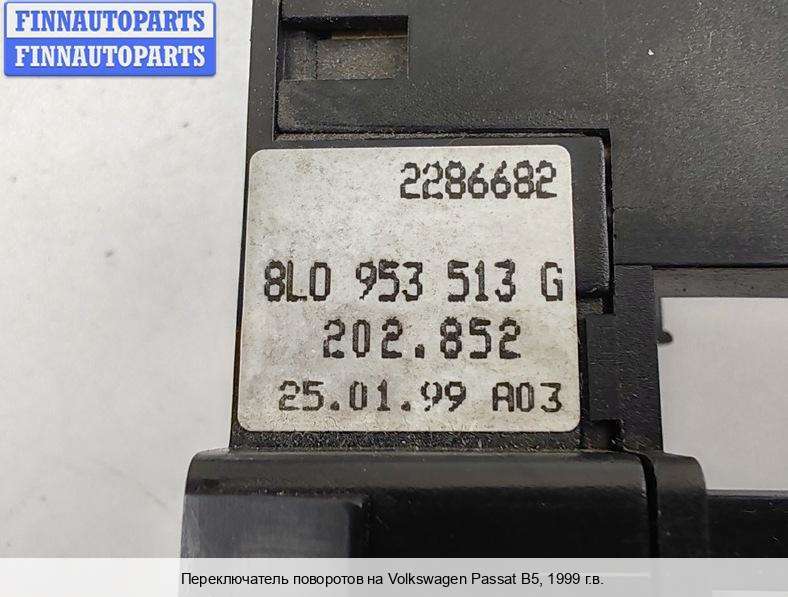 FINNAUTOPARTS
FINNAUTOPARTS
2286682
8L0 953 513 G
202.852
25.01.99 A03
Переключатель поворотов на Volkswagen Passat B5, 1999 г.в.